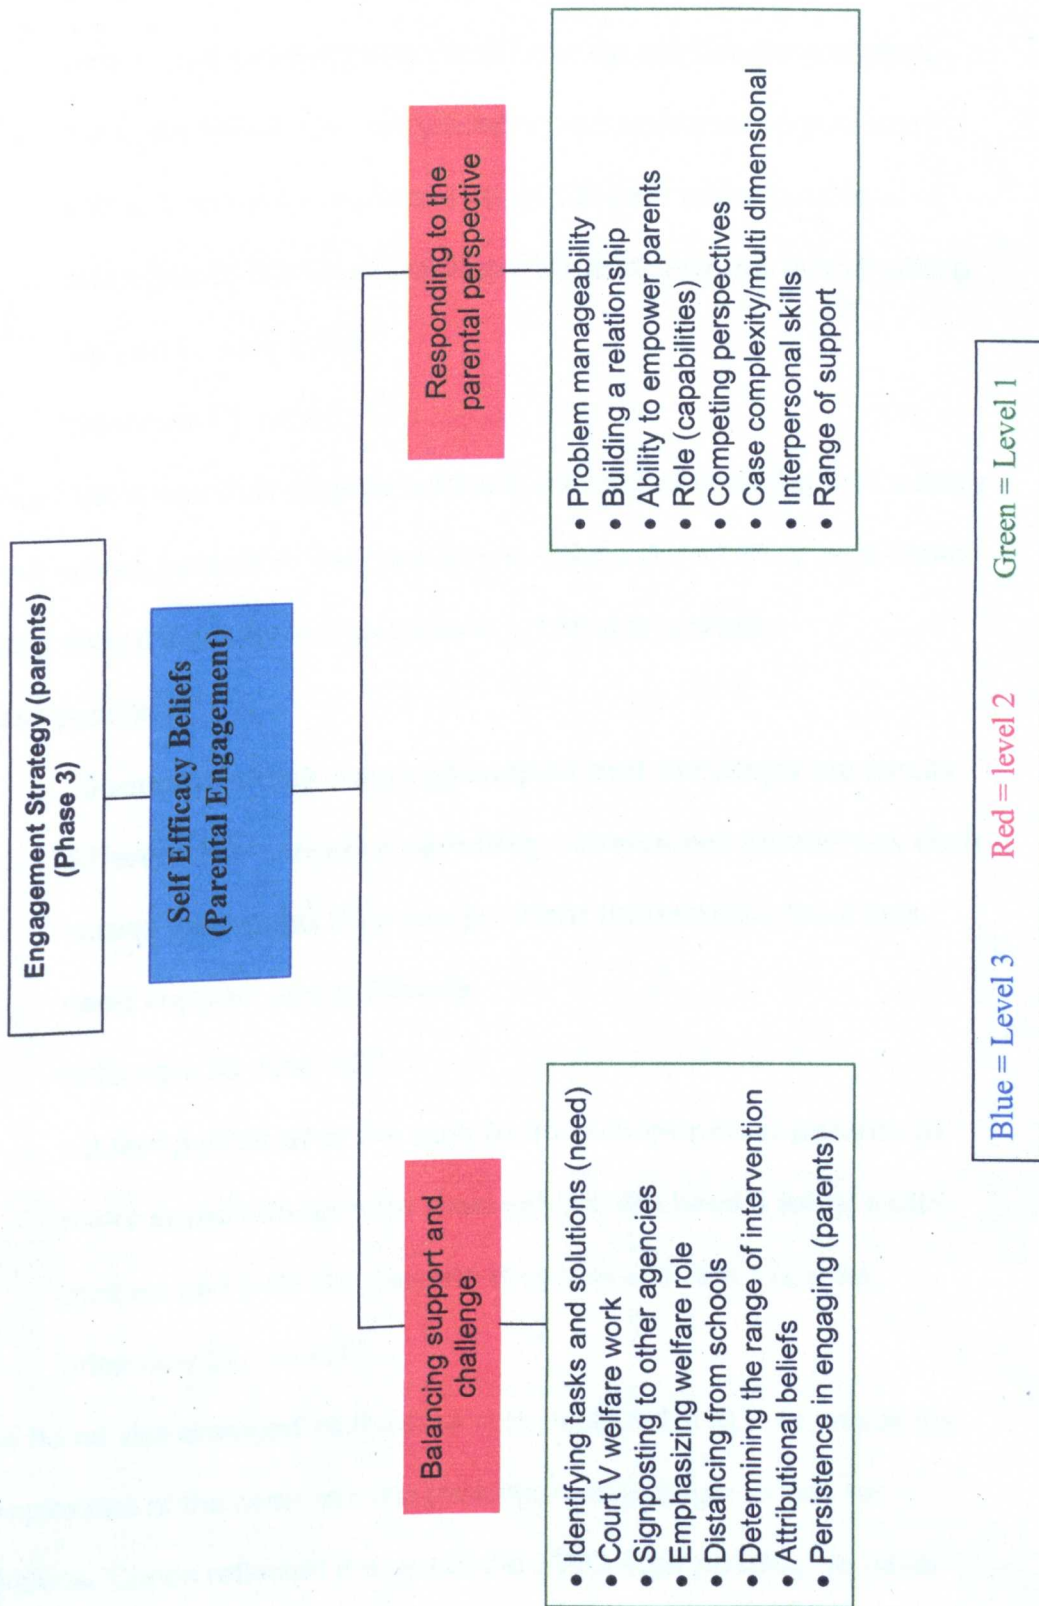 Engagement Strategy (parents)
(Phase 3)
Self Efficacy Beliefs
(Parental Engagement)
Balancing support and
challenge
• Identifying tasks and solutions (need)
• Court V welfare work
• Signposting to other agencies
• Emphasizing welfare role
• Distancing from schools
• Determining the range of intervention
• Attributional beliefs
• Persistence in engaging (parents)
Responding to the
parental perspective
• Problem manageability
• Building a relationship
• Ability to empower parents
• Role (capabilities)
• Competing perspectives
• Case complexity/multi dimensional
• Interpersonal skills
• Range of support
Blue = Level 3 Red = level 2 Green = Level 1